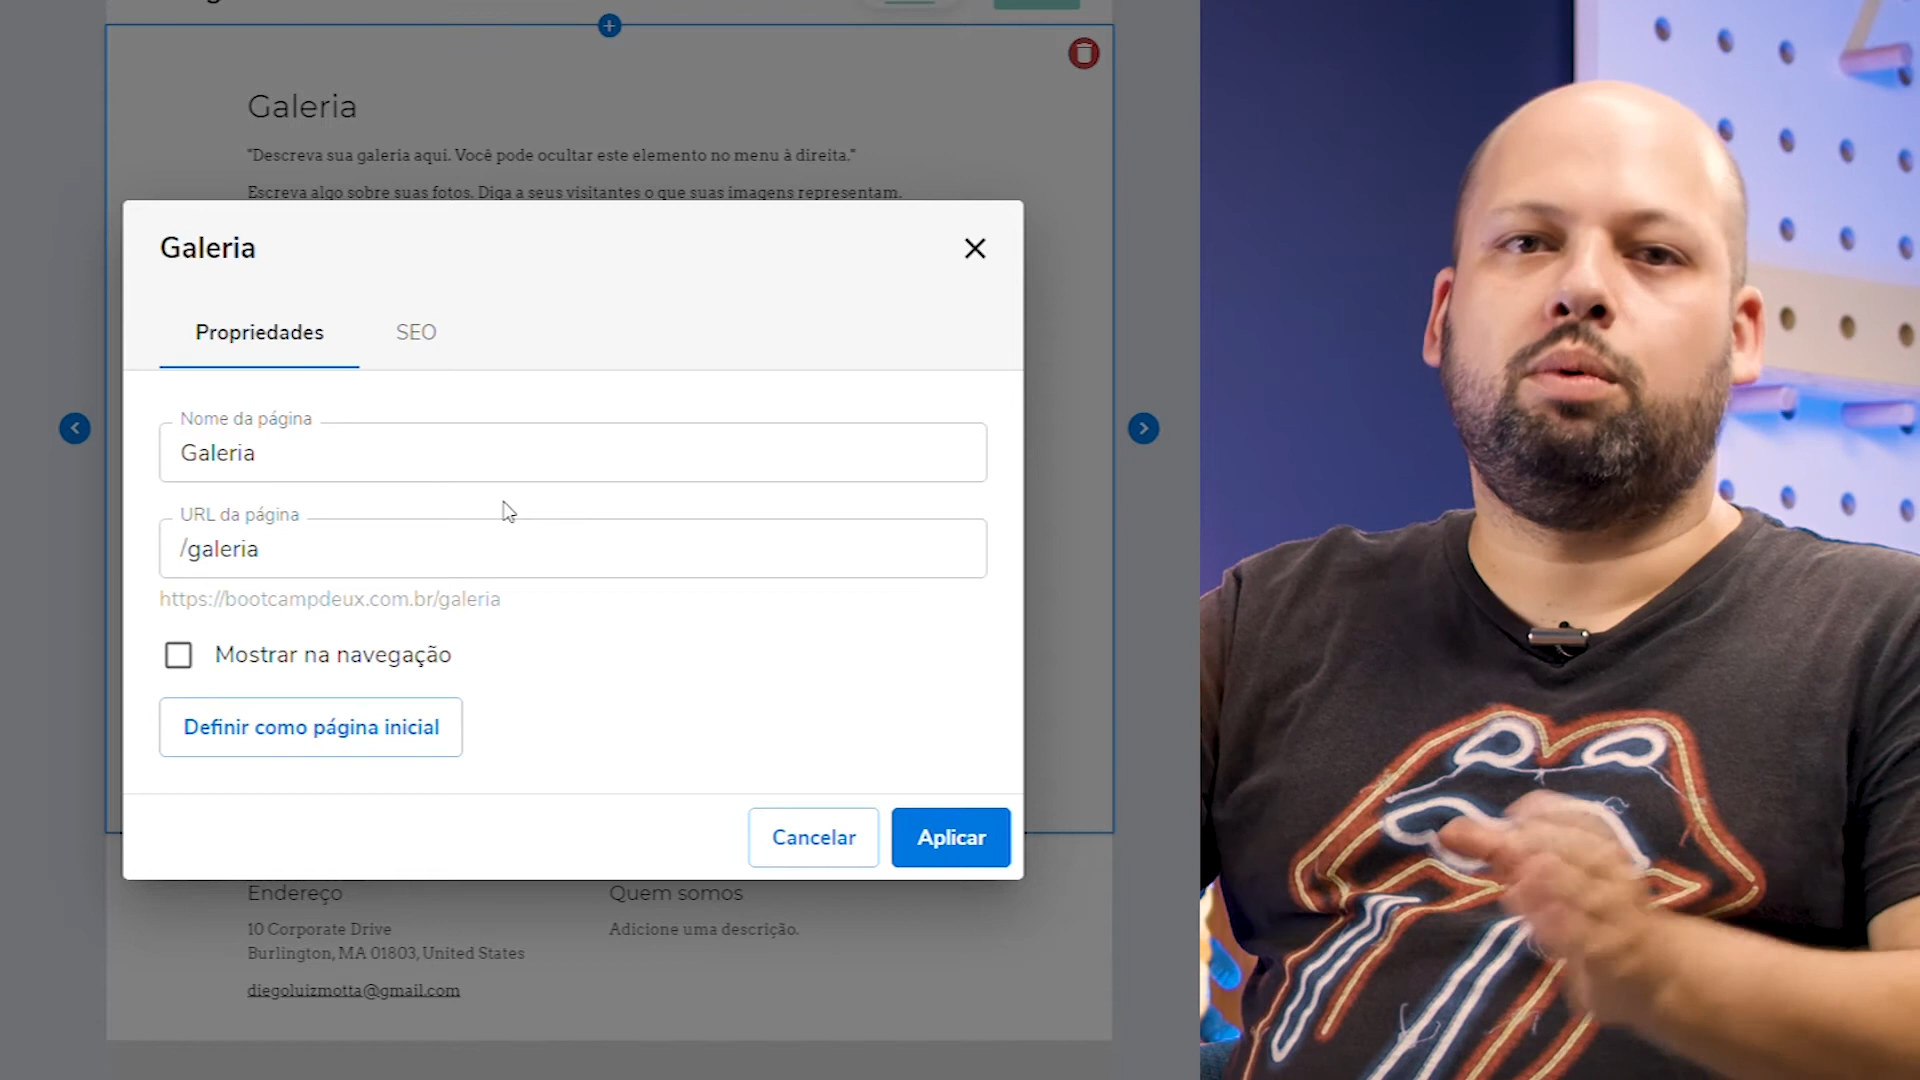 Galeria
"Descreva sua galeria aqui. Você pode ocultar este elemento no menu à direita."
Escreva algo sobre suas fotos. Diga a seus visitantes o que suas imagens representam.
Galeria
Propriedades
SEO
Nome da página
Galeria
URL da página
/galeria
https://bootcampdeux.com.br/galeria
Mostrar na navegação
Definir como página inicial
Cancelar
Aplicar
Endereço
10 Corporate Drive
Burlington, MA 01803, United States
diegoluizmotta@gmail.com
Quem somos
Adicione uma descrição.